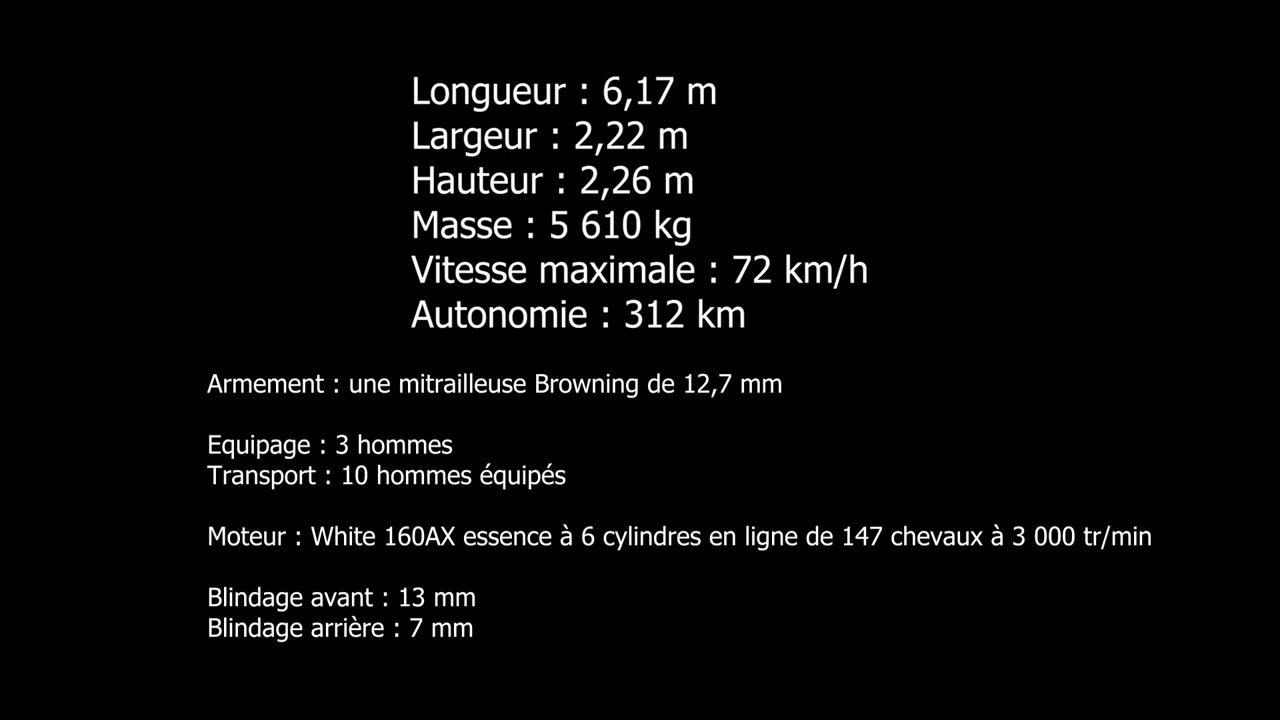 Longueur : 6,17 m
Largeur : 2,22 m
Hauteur : 2,26 m
Masse : 5 610 kg
Vitesse maximale : 72 km/h
Autonomie : 312 km
Armement : une mitrailleuse Browning de 12,7 mm
Equipage : 3 hommes
Transport : 10 hommes équipés
Moteur : White 160AX essence à 6 cylindres en ligne de 147 chevaux à 3 000 tr/min
Blindage avant : 13 mm
Blindage arrière : 7 mm